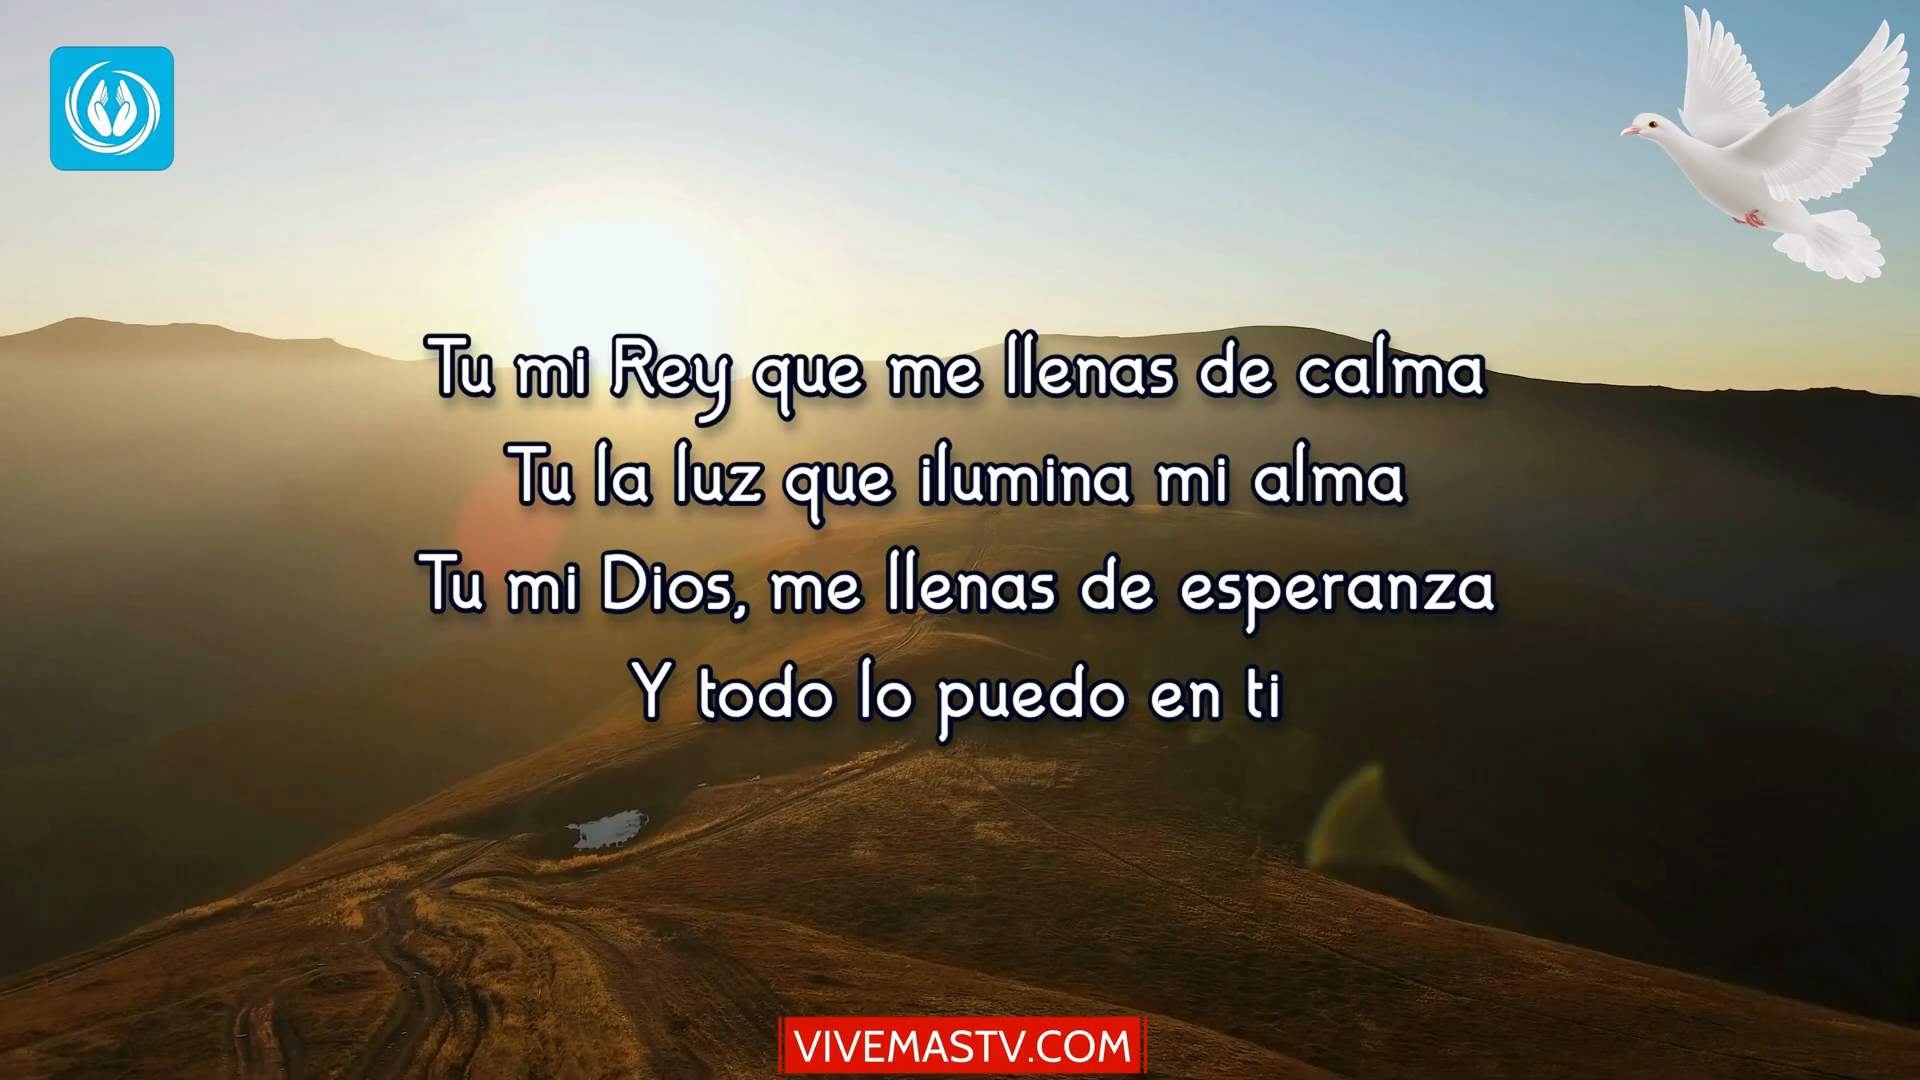 Tu mi Rey que me llenas de calma
Tu la luz que ilumina mi alma
Tu mi Dios, me llenas de esperanza
Y todo lo puedo en ti
VIVEMASTV.COM